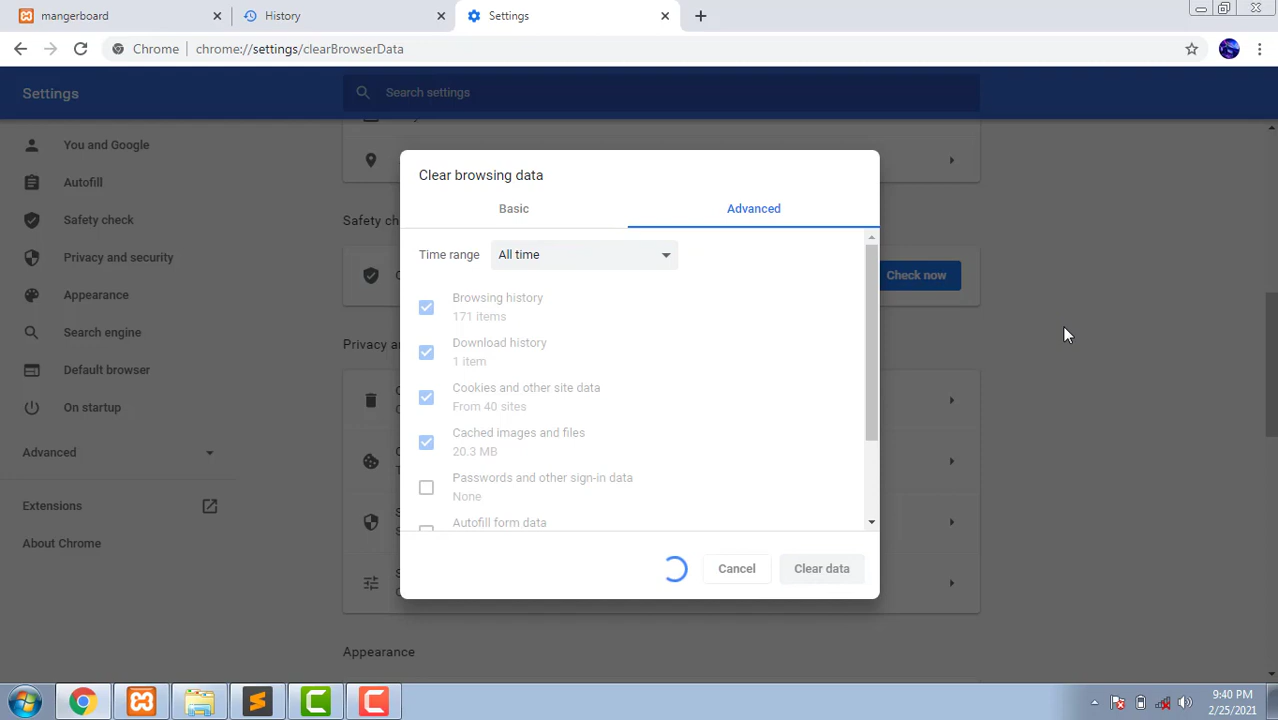 mangerboard
History
Settings
Chrome
chrome://settings/clearBrowserData
Settings
Search settings
You and Google
Autofill
Safety check
Privacy and security
Appearance
Search engine
Default browser
On startup
Advanced
Extensions
About Chrome
Safety ch
Check now
Privacy an
Appearance
Clear browsing data
Basic
Advanced
Time range All time
Browsing history
171 items
Download history
1 item
Cookies and other site data
From 40 sites
Cached images and files
20.3 MB
Passwords and other sign-in data
None
Autofill form data
Cancel
Clear data
9:40 PM
2/25/2021